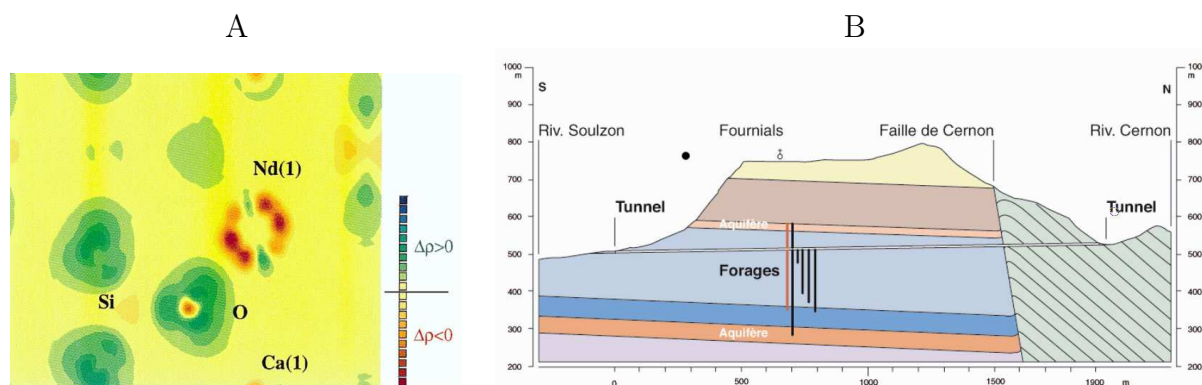 A
B
Nd(1)
Si
O
Ca(1)
Δρ>0
Δρ<0
1000
m
900
800
700
600
500
400
300
200
S
N
Riv. Soulzon
Fournials
Faille de Cernon
Riv. Cernon
Tunnel
Tunnel
Aquifère
Forages
Aquifère
100
m
900
800
700
600
500
400
300
200
0
500
1000
1500
1900
m